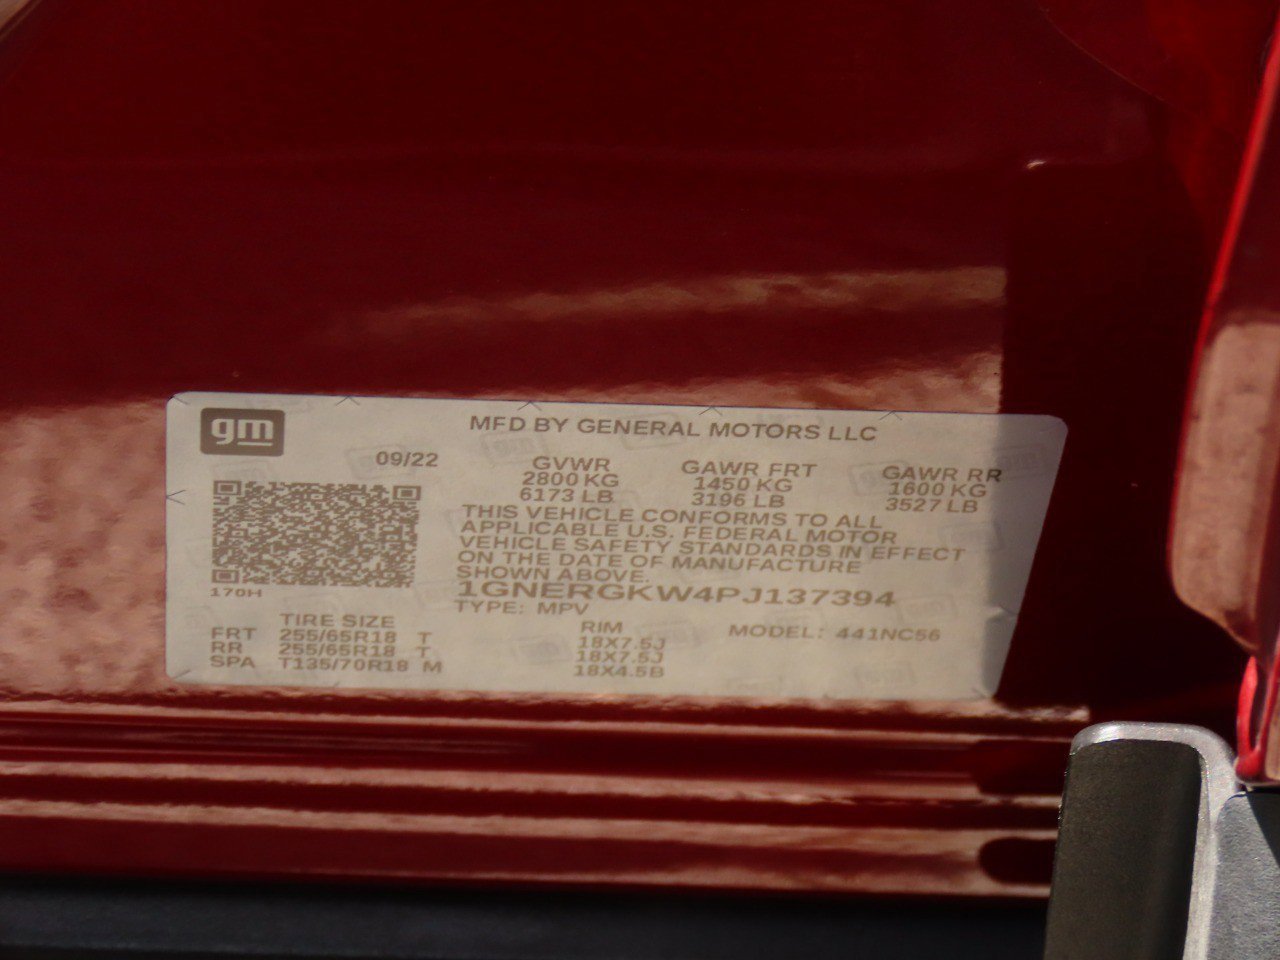 gm
MFD BY GENERAL MOTORS LLC
09/22
GVWR GAWR FRT GAWR RR
2800 KG 1450 KG 1600 KG
6173 LB 3196 LB 3527 LB
THIS VEHICLE CONFORMS TO ALL
APPLICABLE U.S. FEDERAL MOTOR
VEHICLE SAFETY STANDARDS IN EFFECT
ON THE DATE OF MANUFACTURE
SHOWN ABOVE.
170H
1GNERGKW4PJ137394
TYPE: MPV
TIRE SIZE RIM MODEL: 441NC56
FRT 255/65R18 T 18X7.5J
RR 255/65R18 T 18X7.5J
SPA T135/70R18 M 18X4.5B